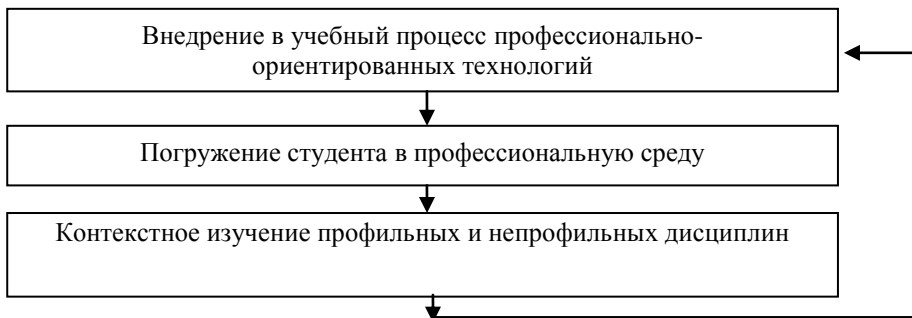 Внедрение в учебный процесс профессионально-
ориентированных технологий
Погружение студента в профессиональную среду
Контекстное изучение профильных и непрофильных дисциплин